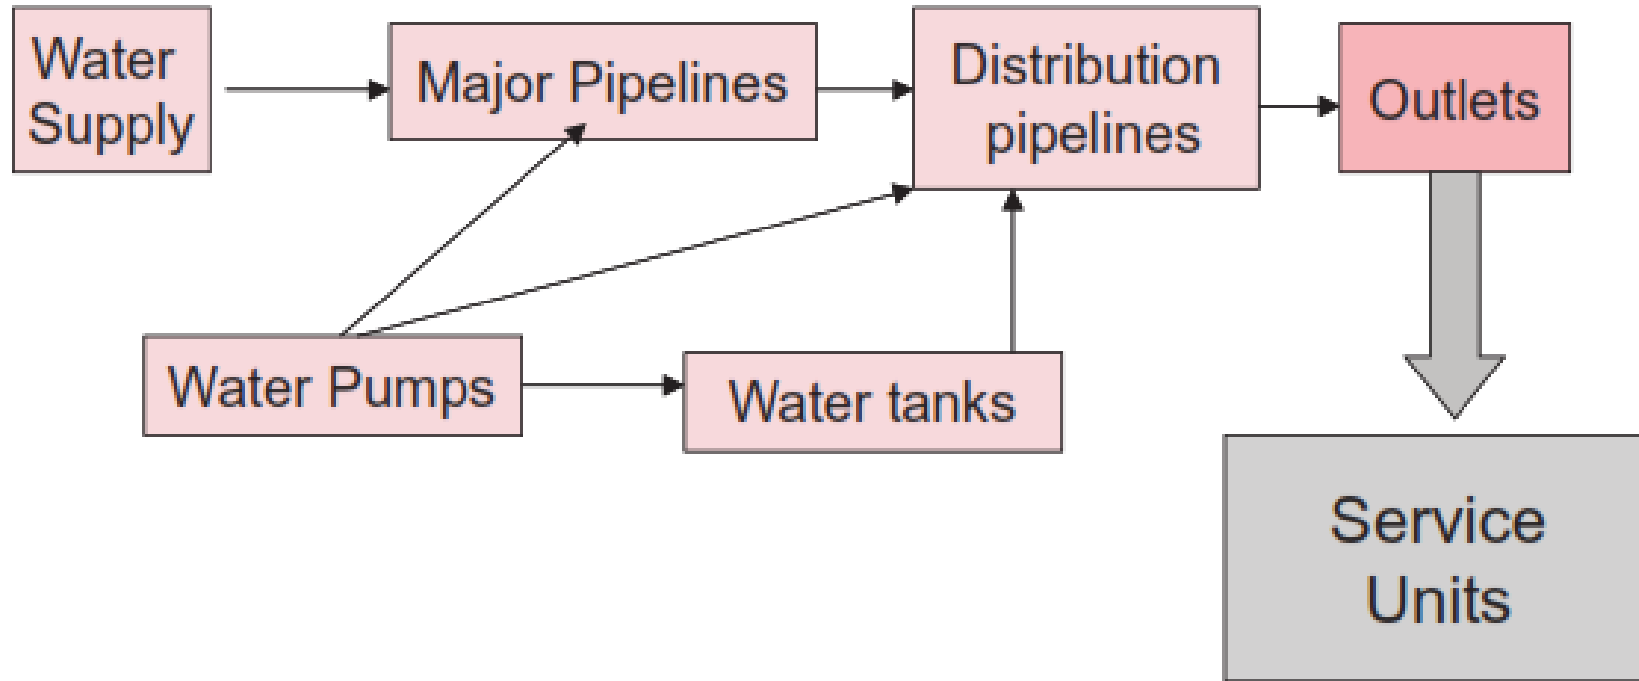 Water
Supply
Major Pipelines
Distribution
pipelines
Outlets
Water Pumps
Water tanks
Service
Units